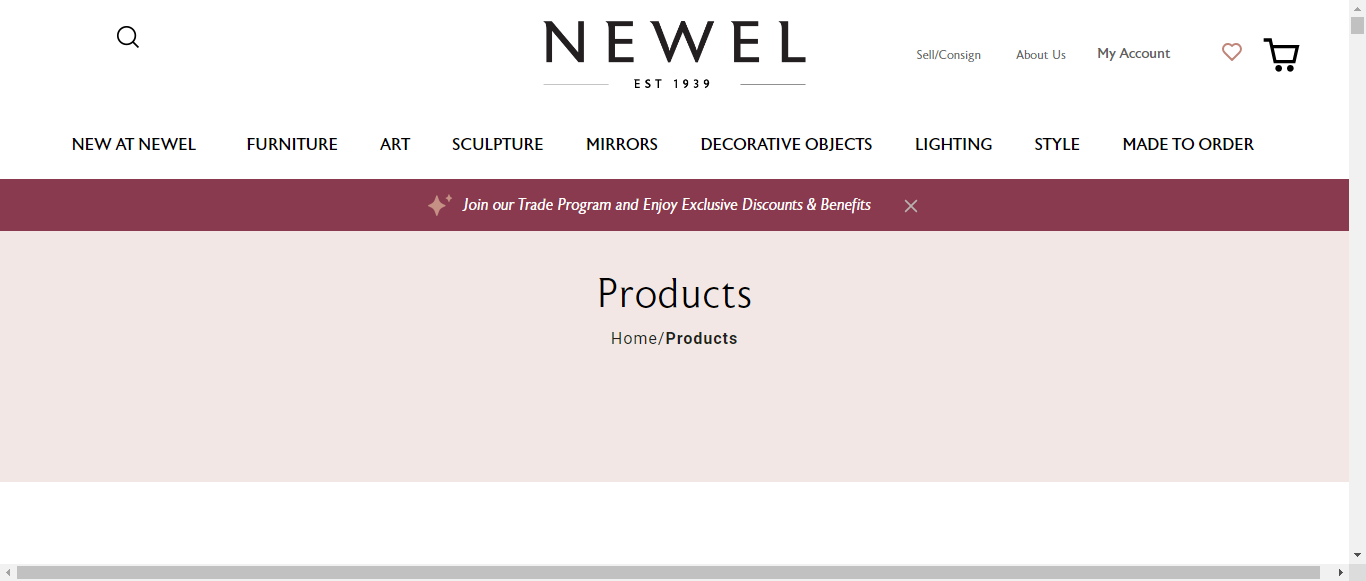 NEWEL
EST 1939
Sell/Consign About Us My Account
NEW AT NEWEL FURNITURE ART SCULPTURE MIRRORS DECORATIVE OBJECTS LIGHTING STYLE MADE TO ORDER
Join our Trade Program and Enjoy Exclusive Discounts & Benefits
Products
Home/Products